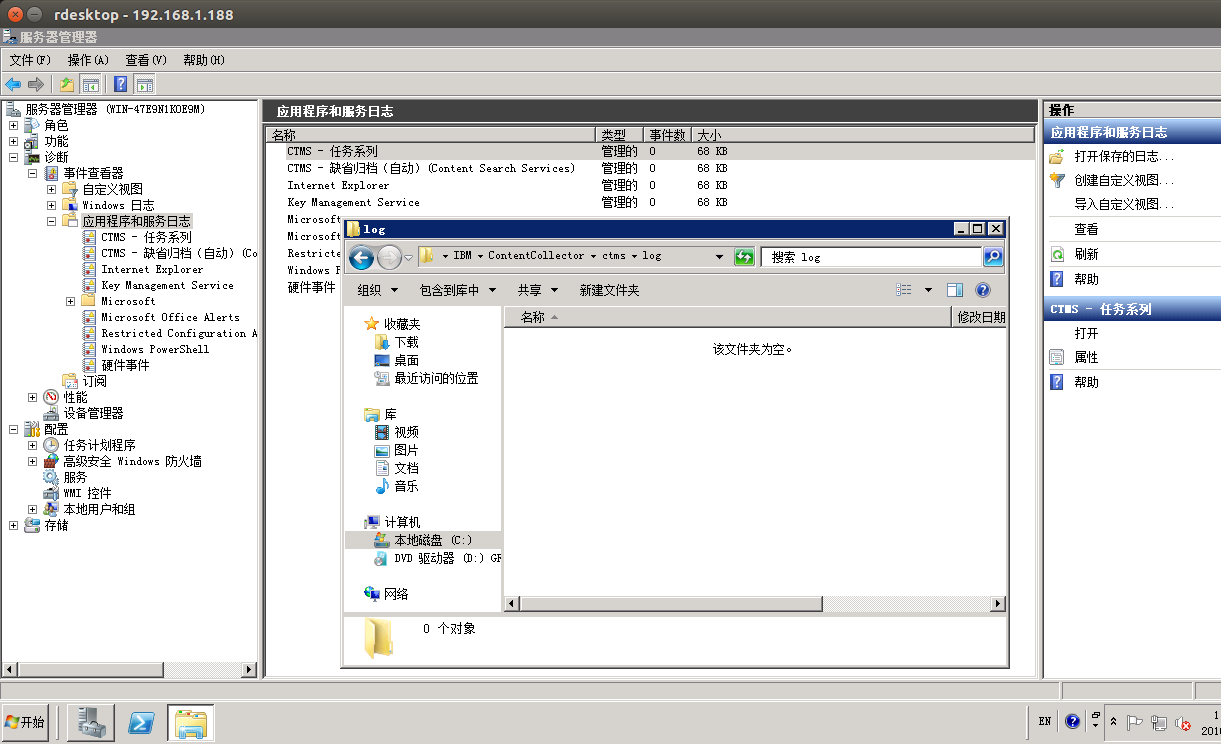 rdesktop - 192.168.1.188
服务器管理器
文件(F) 操作(A) 查看(V) 帮助(H)
服务器管理器 (WIN-47E9N1KOE9M)
角色
功能
诊断
事件查看器
自定义视图
Windows 日志
应用程序和服务日志
CTMS - 任务系列
CTMS - 缺省归档（自动）(Co
Internet Explorer
Key Management Service
Microsoft
Microsoft Office Alerts
Restricted Configuration A
Windows PowerShell
硬件事件
订阅
性能
设备管理器
配置
任务计划程序
高级安全 Windows 防火墙
服务
WMI 控件
本地用户和组
存储
应用程序和服务日志
名称 类型 事件数 大小
CTMS - 任务系列 管理的 0 68 KB
CTMS - 缺省归档（自动）(Content Search Services) 管理的 0 68 KB
Internet Explorer 管理的 0 68 KB
Key Management Service 管理的 0 68 KB
Microsoft
Microsoft
Restricte
Windows P
硬件事件
log
IBM ContentCollector ctms log
搜索 log
组织 包含到库中 共享 新建文件夹
收藏夹
下载
桌面
最近访问的位置
库
视频
图片
文档
音乐
计算机
本地磁盘 (C:)
DVD 驱动器 (D:) GR
网络
名称 修改日期
该文件夹为空。
0 个对象
操作
应用程序和服务日志
打开保存的日志...
创建自定义视图...
导入自定义视图...
查看
刷新
帮助
CTMS - 任务系列
打开
属性
帮助
开始
EN
1
201